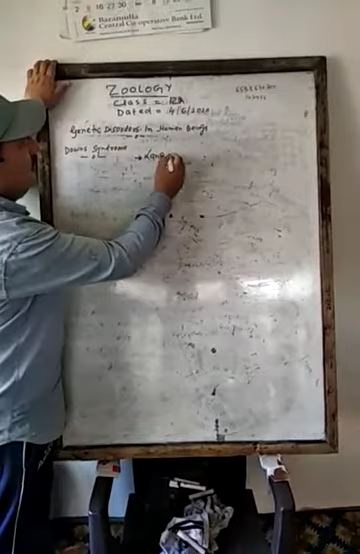 Baramulla
Central Co-operative Bank Ltd.
ZOOLOGY
Class =
Dated = 4/6/2020
Genetic Disorders In Human Beings
Downs Syndrome